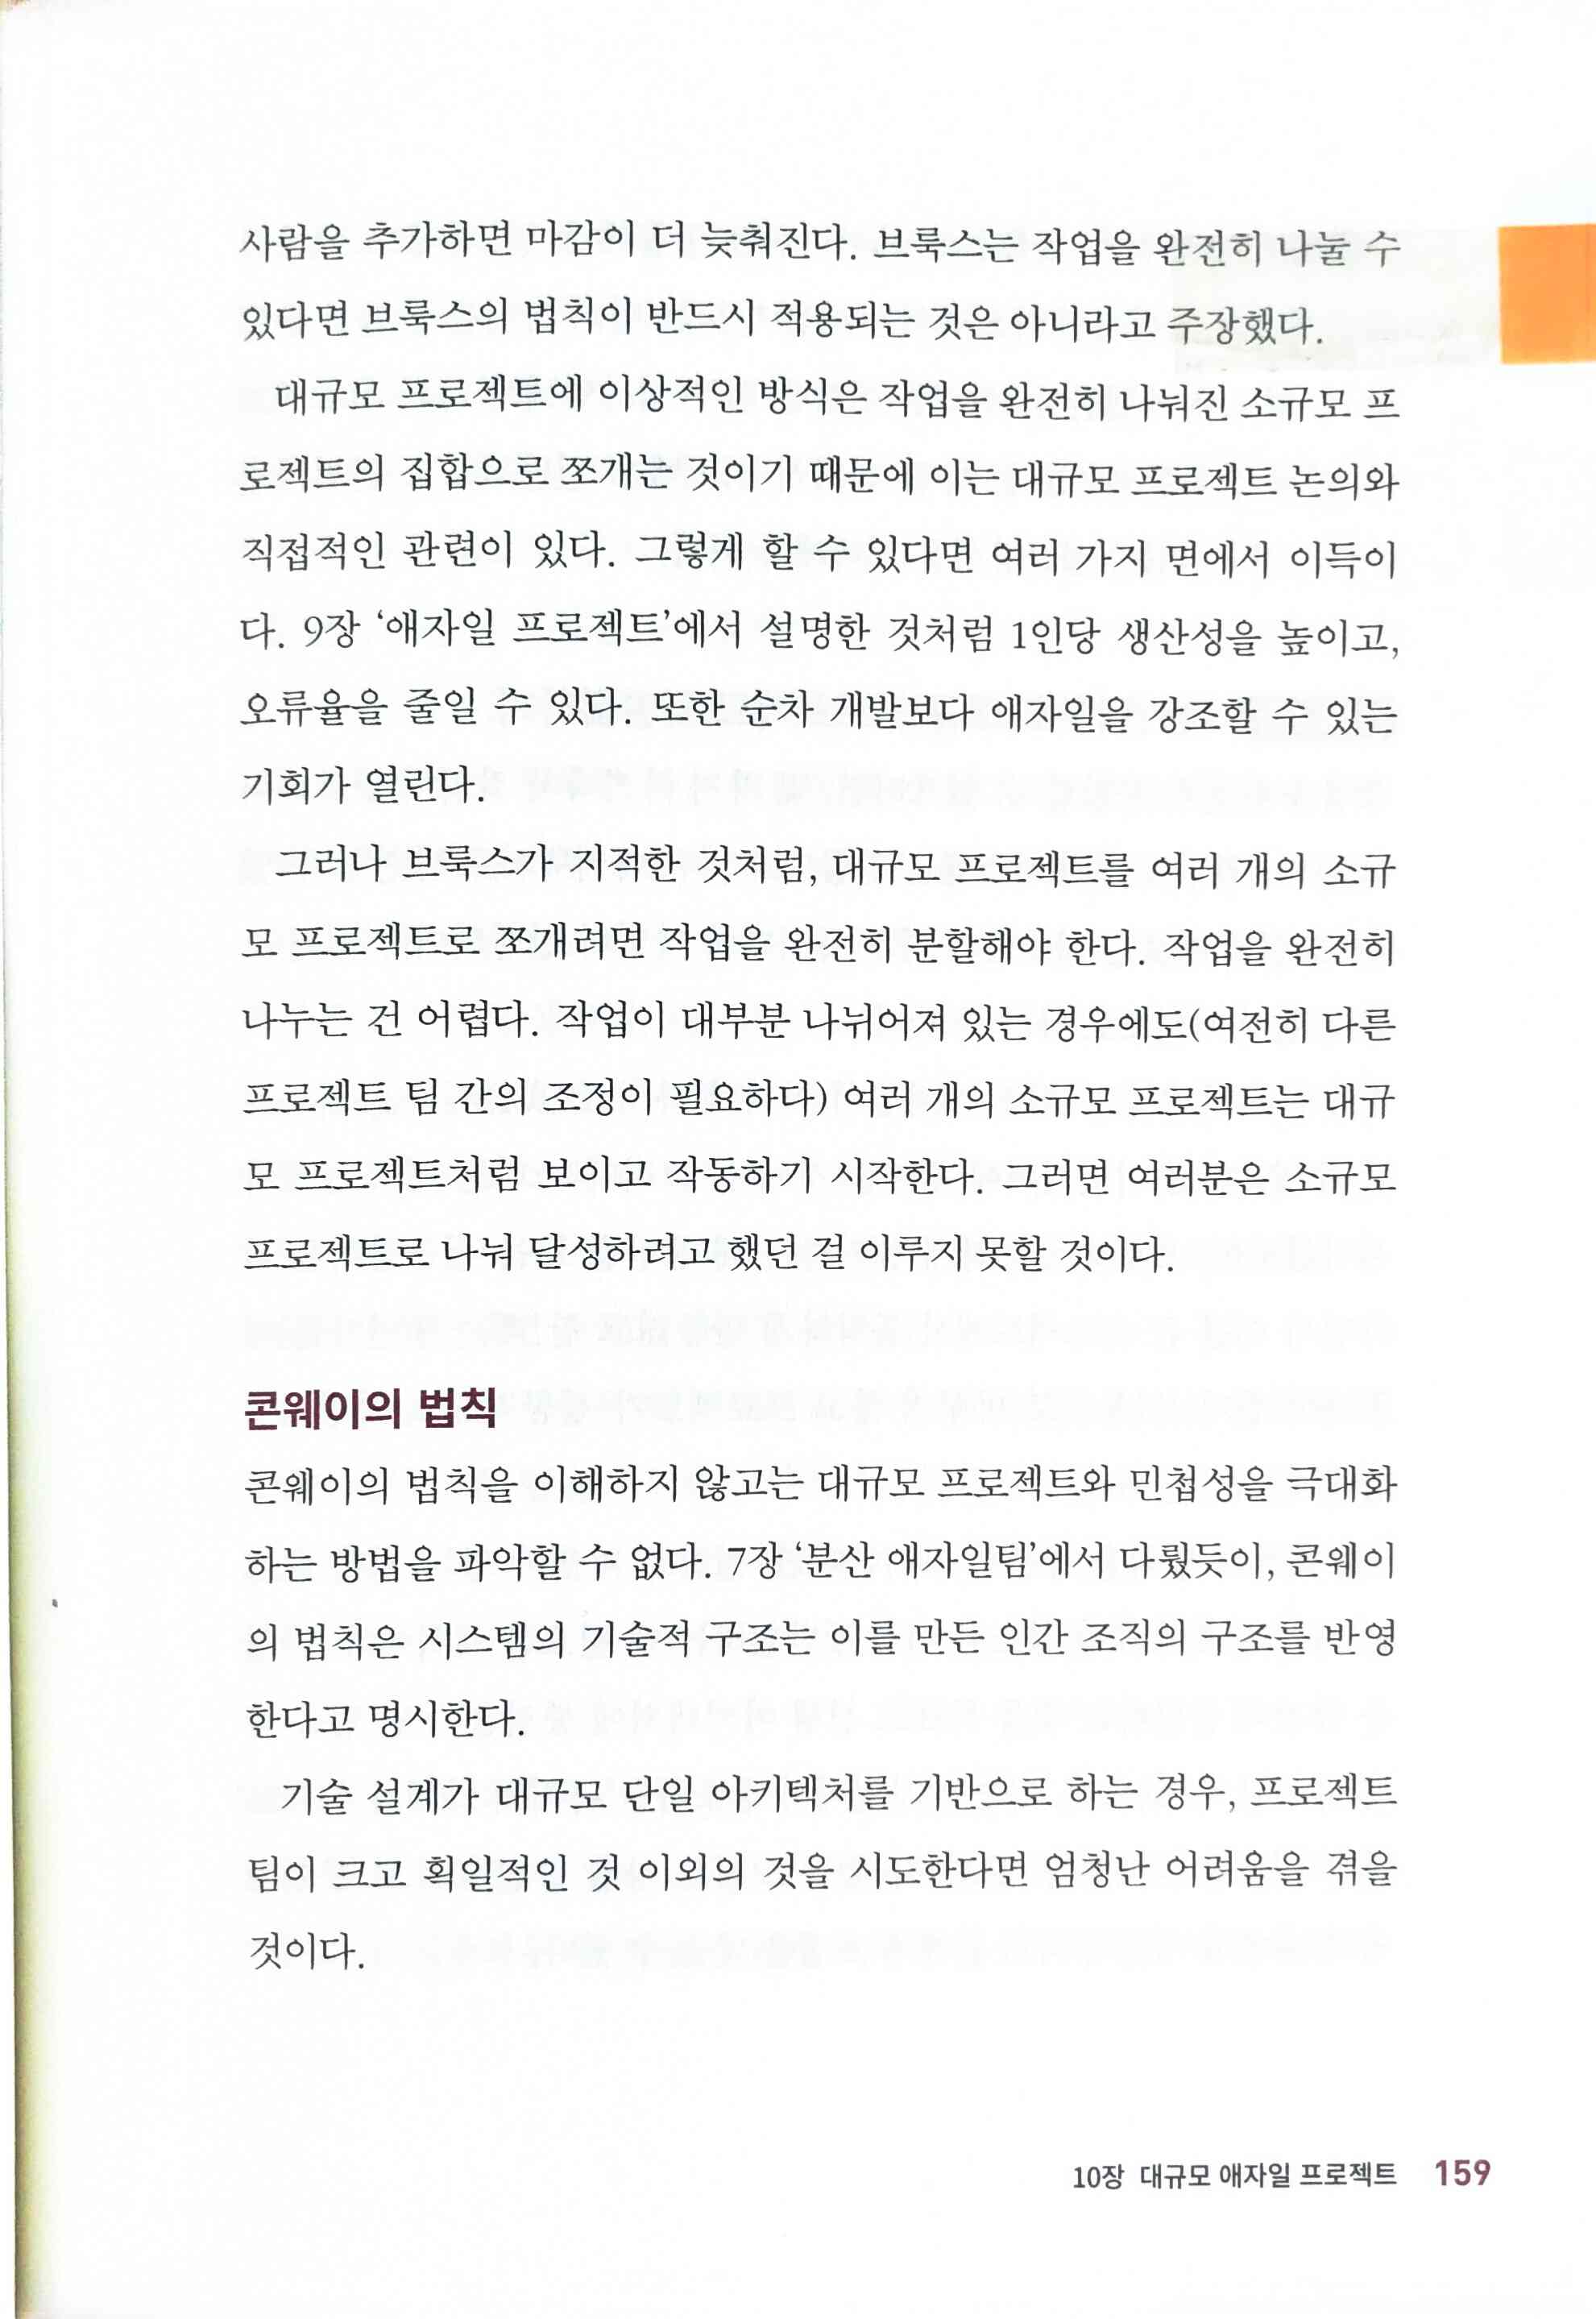 사람을 추가하면 마감이 더 늦춰진다. 브룩스는 작업을 완전히 나눌 수
있다면 브룩스의 법칙이 반드시 적용되는 것은 아니라고 주장했다.
대규모 프로젝트에 이상적인 방식은 작업을 완전히 나눠진 소규모 프
로젝트의 집합으로 쪼개는 것이기 때문에 이는 대규모 프로젝트 논의와
직접적인 관련이 있다. 그렇게 할 수 있다면 여러 가지 면에서 이득이
다. 9장 ‘애자일 프로젝트’에서 설명한 것처럼 1인당 생산성을 높이고,
오류율을 줄일 수 있다. 또한 순차 개발보다 애자일을 강조할 수 있는
기회가 열린다.
그러나 브룩스가 지적한 것처럼, 대규모 프로젝트를 여러 개의 소규
모 프로젝트로 쪼개려면 작업을 완전히 분할해야 한다. 작업을 완전히
나누는 건 어렵다. 작업이 대부분 나뉘어져 있는 경우에도(여전히 다른
프로젝트 팀 간의 조정이 필요하다) 여러 개의 소규모 프로젝트는 대규
모 프로젝트처럼 보이고 작동하기 시작한다. 그러면 여러분은 소규모
프로젝트로 나눠 달성하려고 했던 걸 이루지 못할 것이다.
콘웨이의 법칙
콘웨이의 법칙을 이해하지 않고는 대규모 프로젝트와 민첩성을 극대화
하는 방법을 파악할 수 없다. 7장 ‘분산 애자일팀’에서 다뤘듯이, 콘웨이
의 법칙은 시스템의 기술적 구조는 이를 만든 인간 조직의 구조를 반영
한다고 명시한다.
기술 설계가 대규모 단일 아키텍처를 기반으로 하는 경우, 프로젝트
팀이 크고 획일적인 것 이외의 것을 시도한다면 엄청난 어려움을 겪을
것이다.
10장 대규모 애자일 프로젝트 159